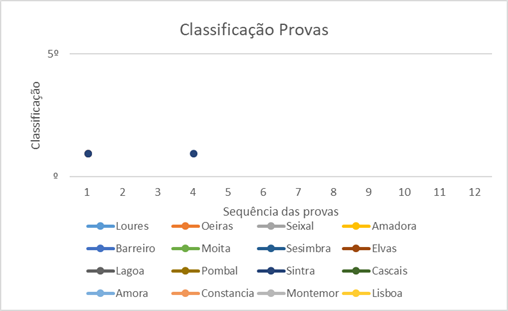 Classificação Provas
5º
Classificação
º
1 2 3 4 5 6 7 8 9 10 11 12
Sequência das provas
Loures Oeiras Seixal Amadora
Barreiro Moita Sesimbra Elvas
Lagoa Pombal Sintra Cascais
Amora Constancia Montemor Lisboa